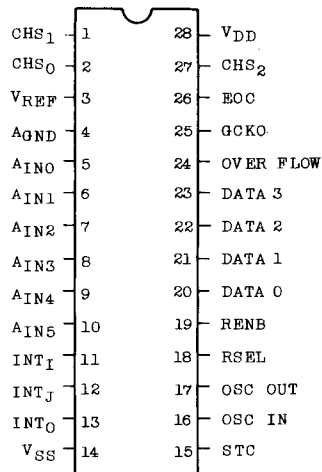 CHS1 1 28 VDD
CHS0 2 27 CHS2
VREF 3 26 EOC
AGND 4 25 GCKO
AIN0 5 24 OVER FLOW
AIN1 6 23 DATA 3
AIN2 7 22 DATA 2
AIN3 8 21 DATA 1
AIN4 9 20 DATA 0
AIN5 10 19 RENB
INTI 11 18 RSEL
INTJ 12 17 OSC OUT
INTO 13 16 OSC IN
VSS 14 15 STC